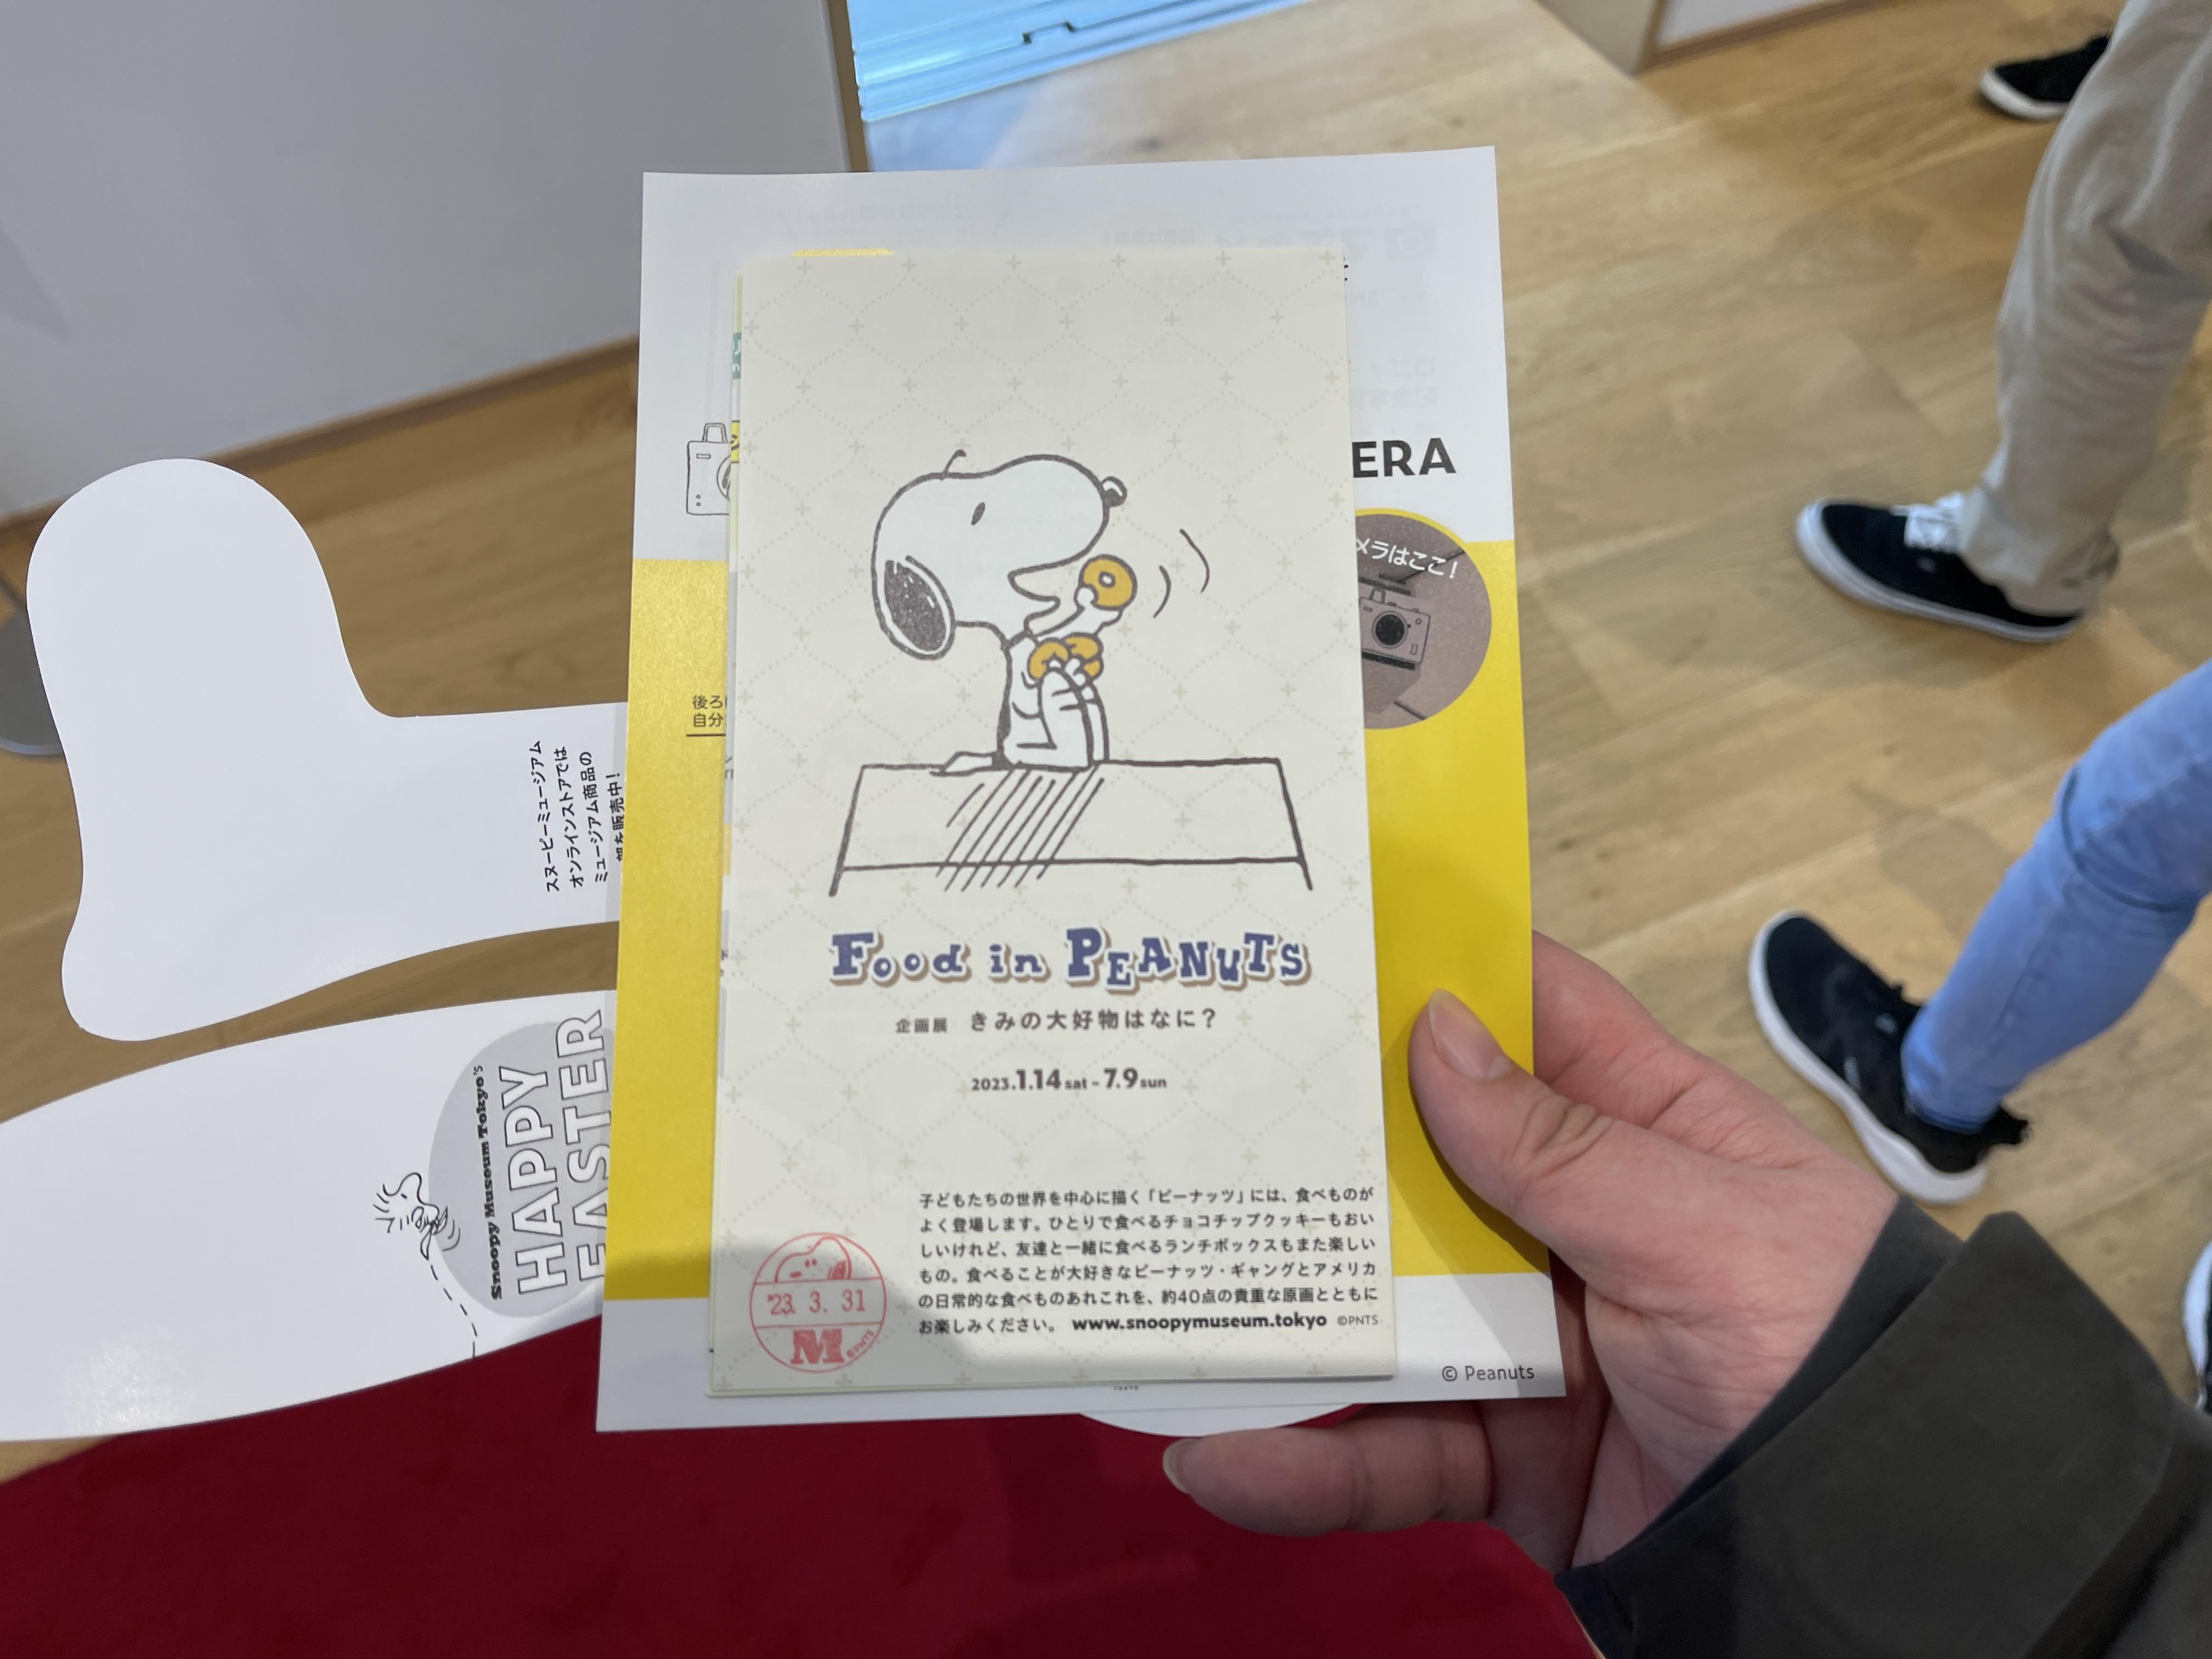 ERA
メラはここ！
後ろ
自分
スヌーピーミュージアム
オンラインストアでは
ミュージアム商品の
販売中！
Snoopy Museum Tokyo's
HAPPY
EASTER
Food in PEANUTS
企画展 きみの大好物はなに？
2023.1.14 sat - 7.9 sun
子どもたちの世界を中心に描く「ピーナッツ」には、食べものが
よく登場します。ひとりで食べるチョコチップクッキーもおい
しいけれど、友達と一緒に食べるランチボックスもまた楽しい
もの。食べることが大好きなピーナッツ・ギャングとアメリカ
の日常的な食べものあれこれを、約40点の貴重な原画とともに
お楽しみください。 www.snoopymuseum.tokyo ©PNTS
'23. 3. 31
M ©PNTS
© Peanuts